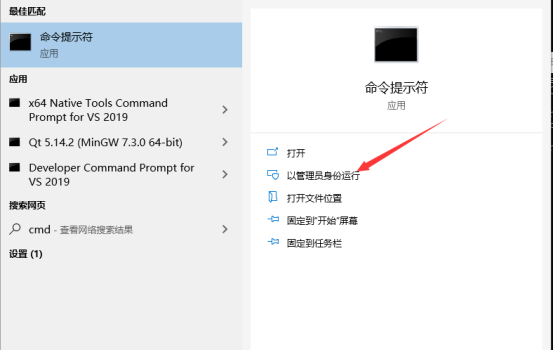 最佳匹配
命令提示符
应用
应用
x64 Native Tools Command
Prompt for VS 2019
Qt 5.14.2 (MinGW 7.3.0 64-bit)
Developer Command Prompt for
VS 2019
搜索网页
cmd - 查看网络搜索结果
设置 (1)
命令提示符
应用
打开
以管理员身份运行
打开文件位置
固定到"开始"屏幕
固定到任务栏